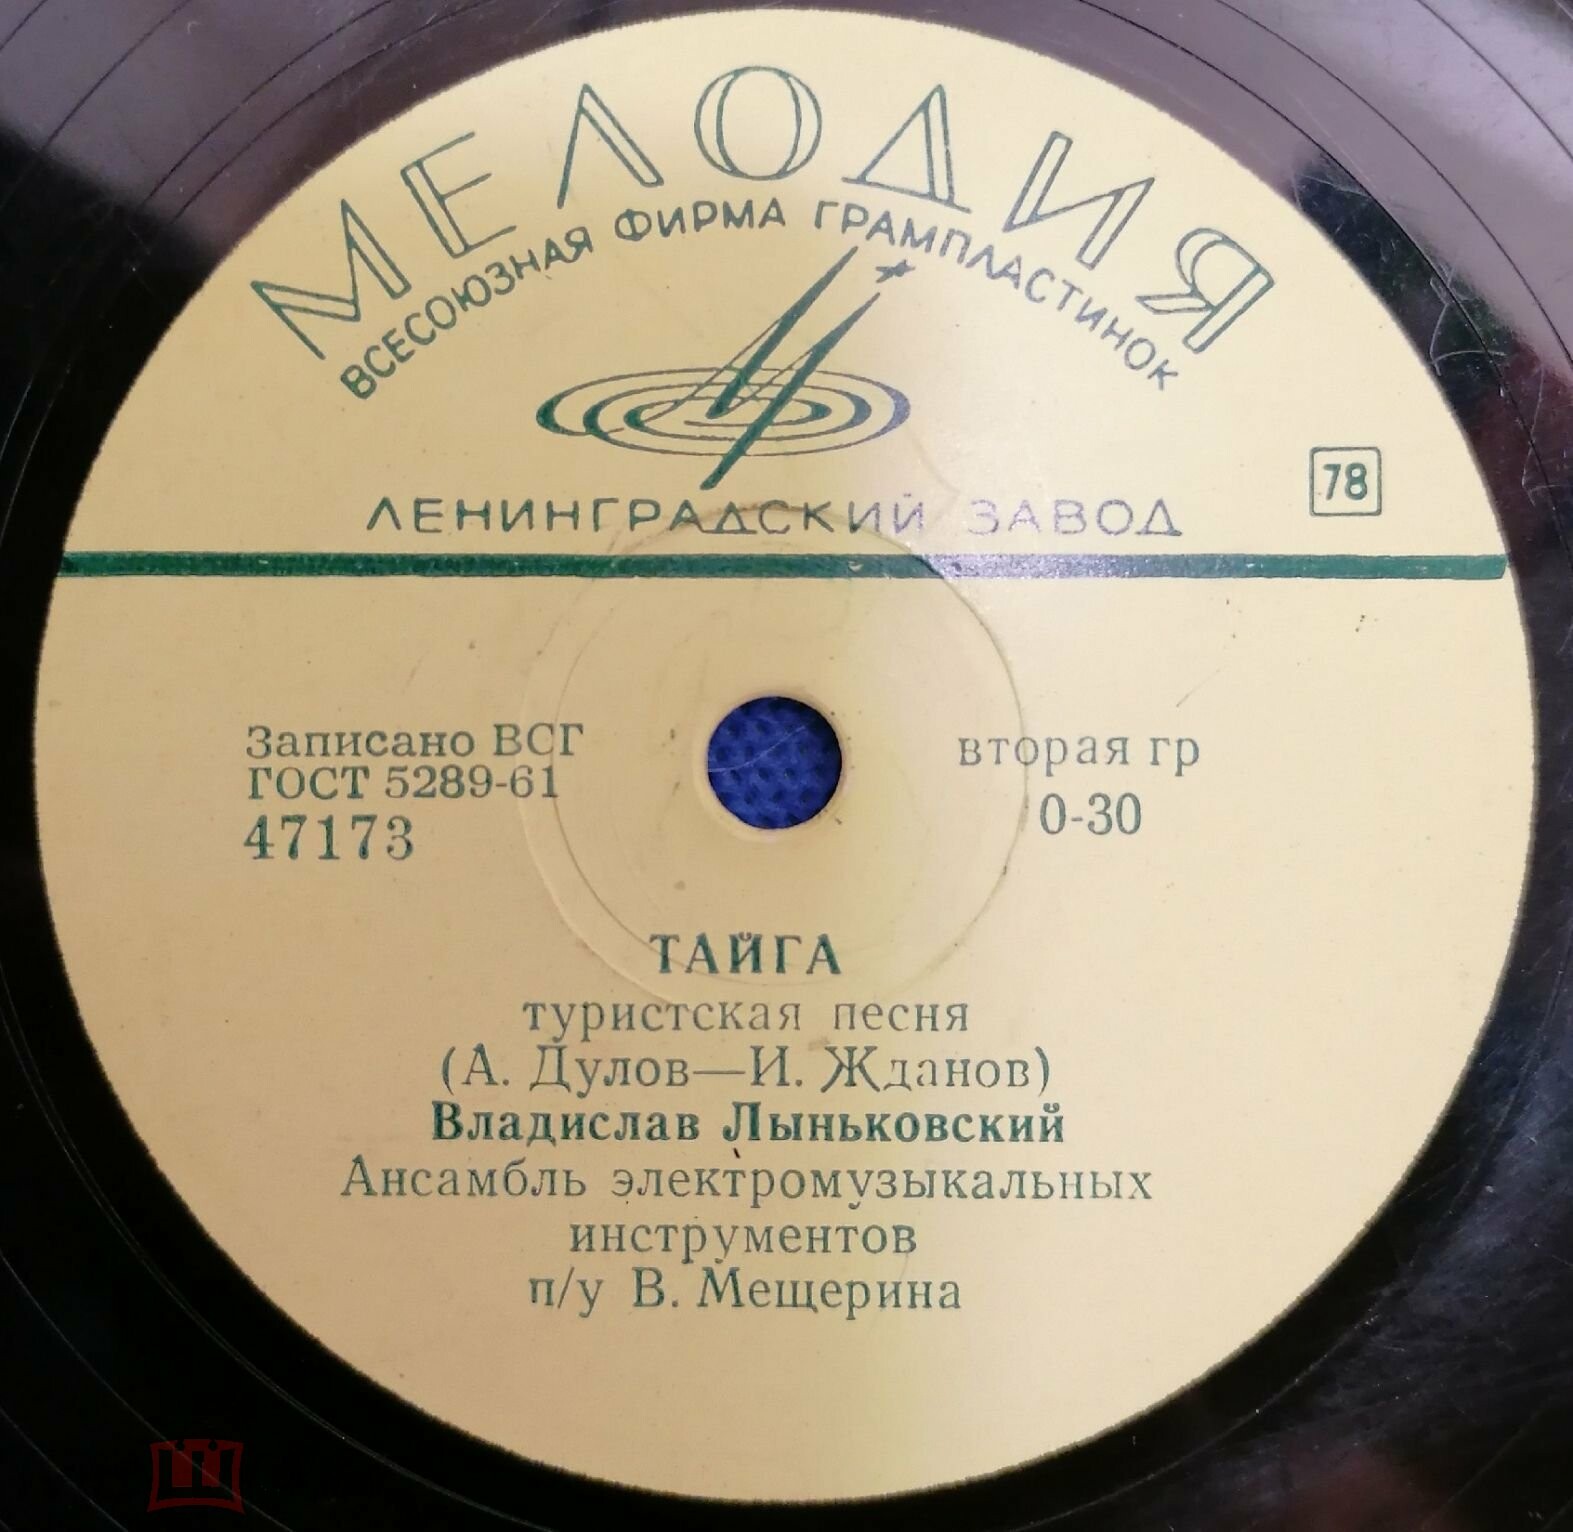 МЕЛОДИЯ
ВСЕСОЮЗНАЯ ФИРМА ГРАМПЛАСТИНОК
ЛЕНИНГРАДСКИЙ ЗАВОД
78
Записано ВСГ
ГОСТ 5289-61
47173
вторая гр
0-30
ТАЙГА
туристская песня
(А. Дулов—И. Жданов)
Владислав Лыньковский
Ансамбль электромузыкальных
инструментов
п/у В. Мещерина